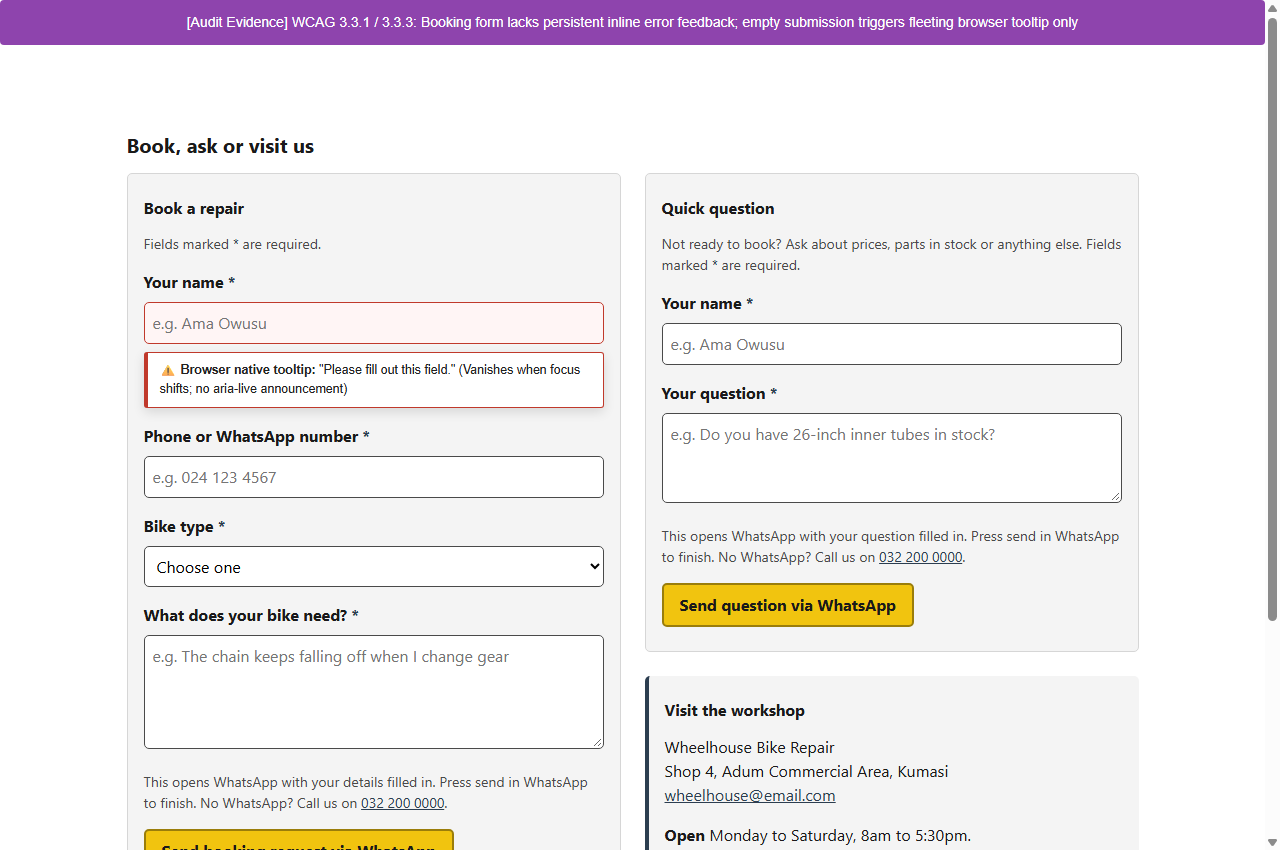 [Audit Evidence] WCAG 3.3.1 / 3.3.3: Booking form lacks persistent inline error feedback; empty submission triggers fleeting browser tooltip only
Book, ask or visit us
Book a repair
Fields marked * are required.
Your name *
e.g. Ama Owusu
⚠️ Browser native tooltip: "Please fill out this field." (Vanishes when focus
shifts; no aria-live announcement)
Phone or WhatsApp number *
e.g. 024 123 4567
Bike type *
Choose one
What does your bike need? *
e.g. The chain keeps falling off when I change gear
This opens WhatsApp with your details filled in. Press send in WhatsApp
to finish. No WhatsApp? Call us on 032 200 0000.
Send booking request via WhatsApp
Quick question
Not ready to book? Ask about prices, parts in stock or anything else. Fields
marked * are required.
Your name *
e.g. Ama Owusu
Your question *
e.g. Do you have 26-inch inner tubes in stock?
This opens WhatsApp with your question filled in. Press send in WhatsApp
to finish. No WhatsApp? Call us on 032 200 0000.
Send question via WhatsApp
Visit the workshop
Wheelhouse Bike Repair
Shop 4, Adum Commercial Area, Kumasi
wheelhouse@email.com
Open Monday to Saturday, 8am to 5:30pm.